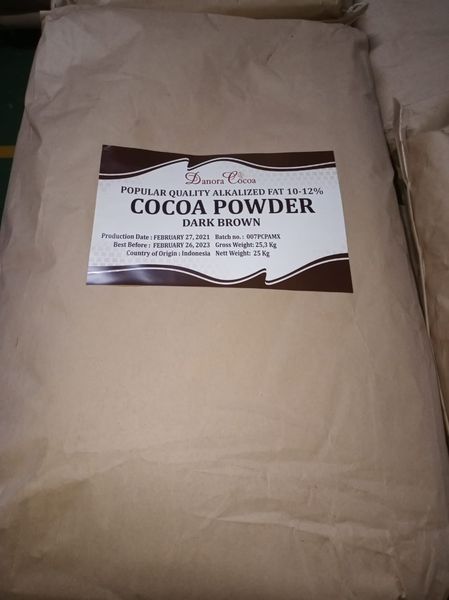 Danora Cocoa
POPULAR QUALITY ALKALIZED FAT 10-12%
COCOA POWDER
DARK BROWN
Production Date : FEBRUARY 27, 2021 Batch no. : 007PCPAMX
Best Before : FEBRUARY 26, 2023 Gross Weight: 25,3 Kg
Country of Origin : Indonesia Nett Weight: 25 Kg